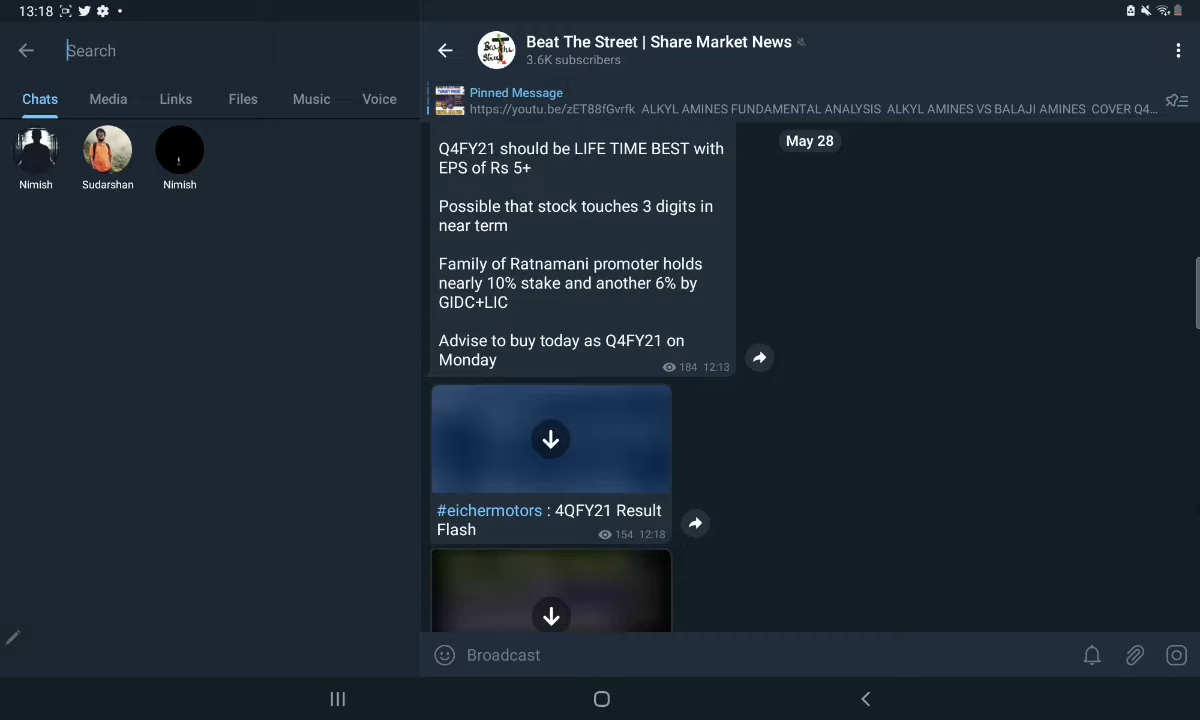 13:18
Search
Chats Media Links Files Music Voice
Nimish Sudarshan Nimish
Beat The Street | Share Market News
3.6K subscribers
Pinned Message
https://youtu.be/zET88fGvrfk ALKYL AMINES FUNDAMENTAL ANALYSIS ALKYL AMINES VS BALAJI AMINES COVER Q4...
May 28
Q4FY21 should be LIFE TIME BEST with
EPS of Rs 5+
Possible that stock touches 3 digits in
near term
Family of Ratnamani promoter holds
nearly 10% stake and another 6% by
GIDC+LIC
Advise to buy today as Q4FY21 on
Monday
184 12:13
#eichermotors : 4QFY21 Result
Flash
154 12:18
Broadcast